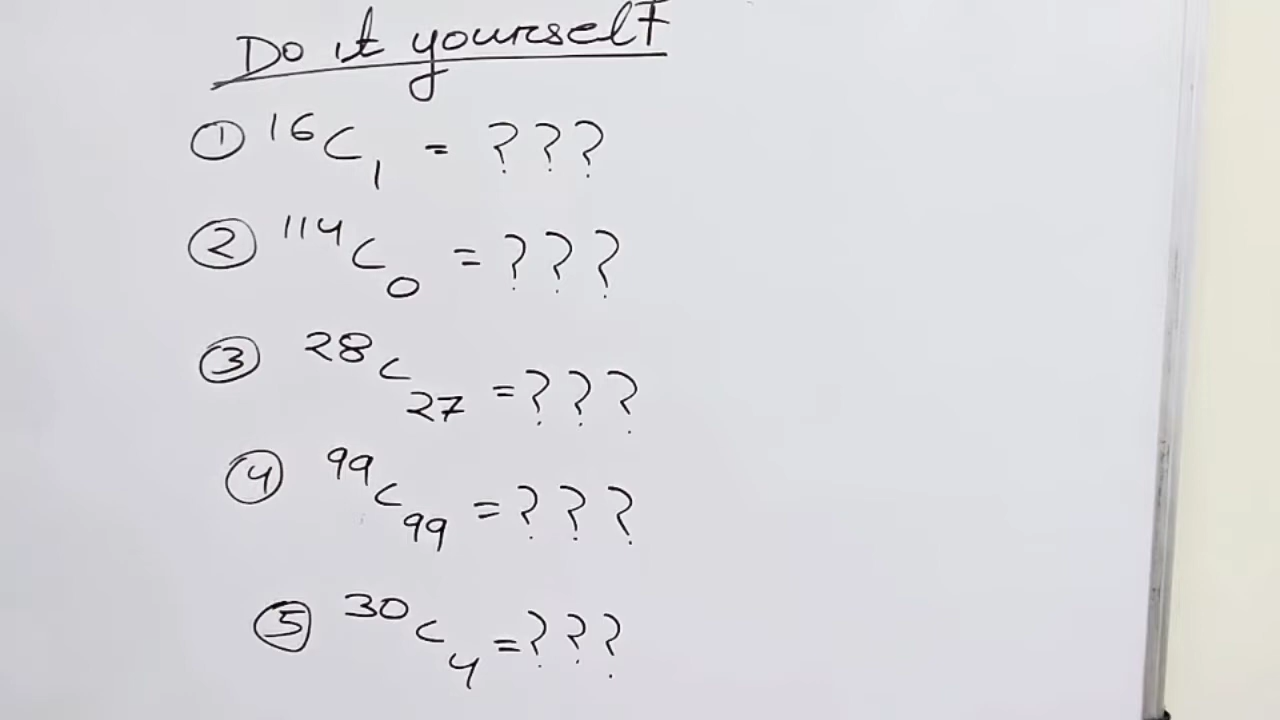 Do it yourself
① ¹⁶C₁ = ???
② ¹¹⁴C₀ = ???
③ ²⁸C₂₇ = ???
④ ⁹⁹C₉₉ = ???
⑤ ³⁰C₄ = ???